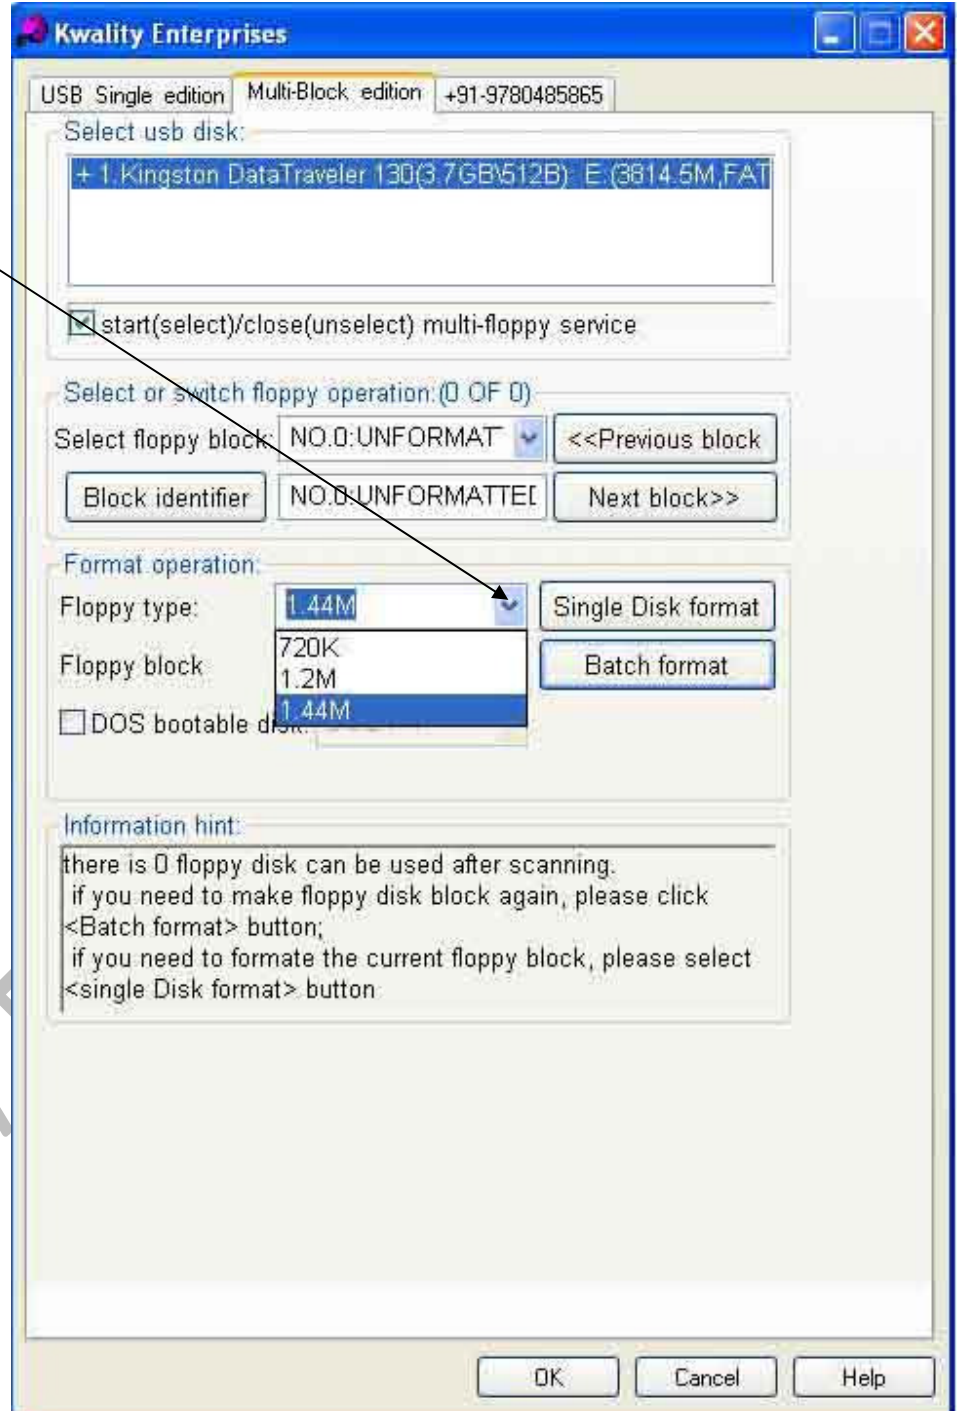 Kwality Enterprises
USB Single edition Multi-Block edition +91-9780485865
Select usb disk:
+ 1.Kingston DataTraveler 130(3.7GB\512B) E:(3814.5M,FAT
start(select)/close(unselect) multi-floppy service
Select or switch floppy operation:(0 OF 0)
Select floppy block: NO.0:UNFORMAT <<Previous block
Block identifier NO.0:UNFORMATTED Next block>>
Format operation:
Floppy type: 1.44M Single Disk format
720K
Floppy block Batch format
1.2M
1.44M
DOS bootable disk:
Information hint:
there is 0 floppy disk can be used after scanning.
if you need to make floppy disk block again, please click
<Batch format> button;
if you need to formate the current floppy block, please select
<single Disk format> button
OK Cancel Help